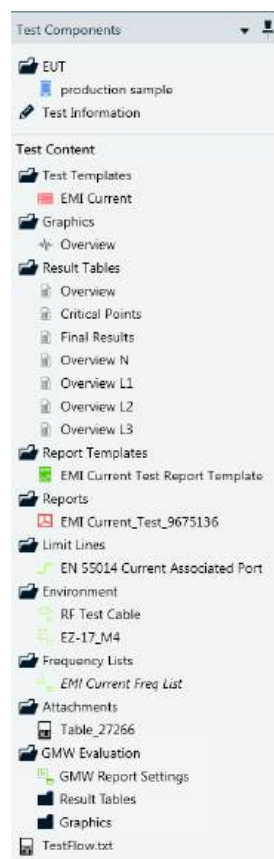 Test Components
EUT
production sample
Test Information
Test Content
Test Templates
EMI Current
Graphics
Overview
Result Tables
Overview
Critical Points
Final Results
Overview N
Overview L1
Overview L2
Overview L3
Report Templates
EMI Current Test Report Template
Reports
EMI Current_Test_9675136
Limit Lines
EN 55014 Current Associated Port
Environment
RF Test Cable
EZ-17_M4
Frequency Lists
EMI Current Freq List
Attachments
Table_27266
GMW Evaluation
GMW Report Settings
Result Tables
Graphics
TestFlow.txt